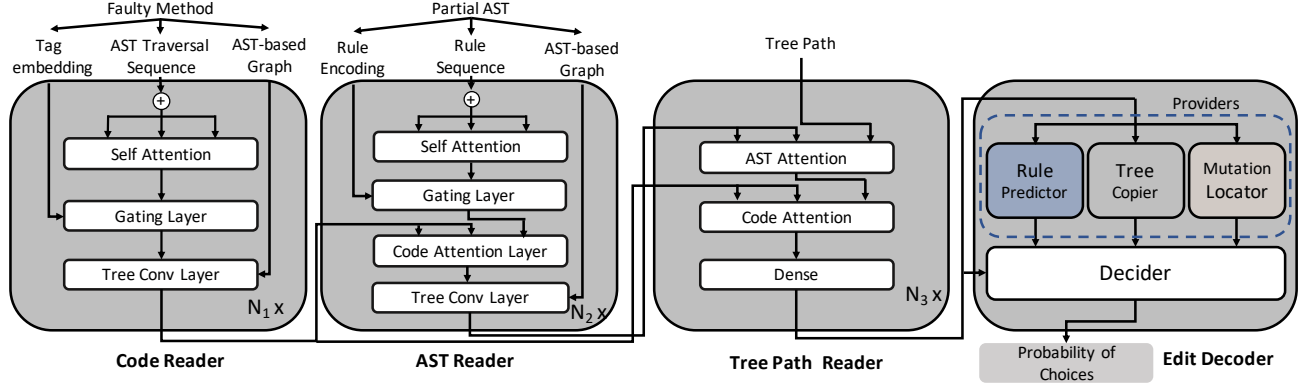 Faulty Method
Tag
embedding
AST Traversal
Sequence
AST-based
Graph
+
Self Attention
Gating Layer
Tree Conv Layer
N1 x
Code Reader
Partial AST
Rule
Encoding
Rule
Sequence
AST-based
Graph
+
Self Attention
Gating Layer
Code Attention Layer
Tree Conv Layer
N2 x
AST Reader
Tree Path
AST Attention
Code Attention
Dense
N3 x
Tree Path Reader
Providers
Rule
Predictor
Tree
Copier
Mutation
Locator
Decider
Probability of
Choices
Edit Decoder